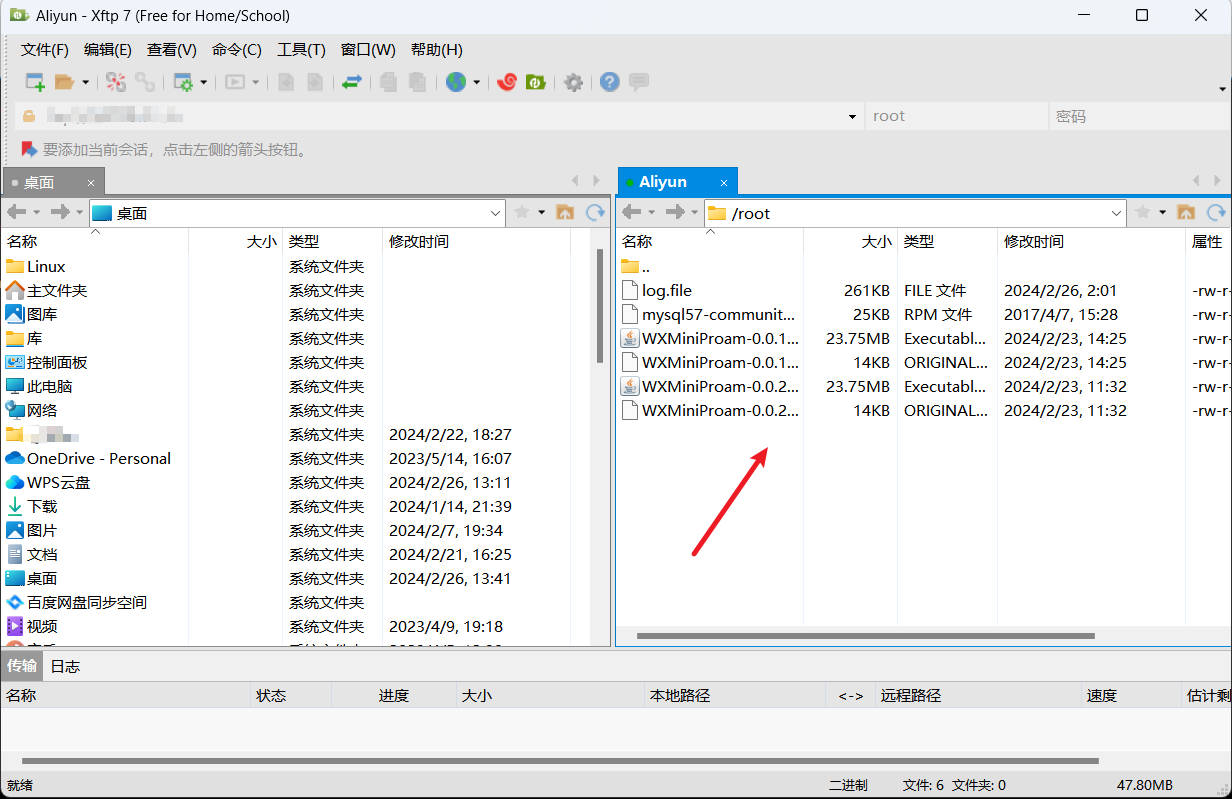 Aliyun - Xftp 7 (Free for Home/School)
文件(F) 编辑(E) 查看(V) 命令(C) 工具(T) 窗口(W) 帮助(H)
root 密码
要添加当前会话，点击左侧的箭头按钮。
桌面 ×
桌面
名称 大小 类型 修改时间
Linux 系统文件夹
主文件夹 系统文件夹
图库 系统文件夹
库 系统文件夹
控制面板 系统文件夹
此电脑 系统文件夹
网络 系统文件夹
系统文件夹 2024/2/22, 18:27
OneDrive - Personal 系统文件夹 2023/5/14, 16:07
WPS云盘 系统文件夹 2024/2/26, 13:11
下载 系统文件夹 2024/1/14, 21:39
图片 系统文件夹 2024/2/7, 19:34
文档 系统文件夹 2024/2/21, 16:25
桌面 系统文件夹 2024/2/26, 13:41
百度网盘同步空间 系统文件夹
视频 系统文件夹 2023/4/9, 19:18
Aliyun ×
/root
名称 大小 类型 修改时间 属性
..
log.file 261KB FILE 文件 2024/2/26, 2:01 -rw-r-
mysql57-communit... 25KB RPM 文件 2017/4/7, 15:28 -rw-r-
WXMiniProam-0.0.1... 23.75MB Executabl... 2024/2/23, 14:25 -rw-r-
WXMiniProam-0.0.1... 14KB ORIGINAL... 2024/2/23, 14:25 -rw-r-
WXMiniProam-0.0.2... 23.75MB Executabl... 2024/2/23, 11:32 -rw-r-
WXMiniProam-0.0.2... 14KB ORIGINAL... 2024/2/23, 11:32 -rw-r-
传输 日志
名称 状态 进度 大小 本地路径 <-> 远程路径 速度 估计剩
就绪 二进制 文件: 6 文件夹: 0 47.80MB